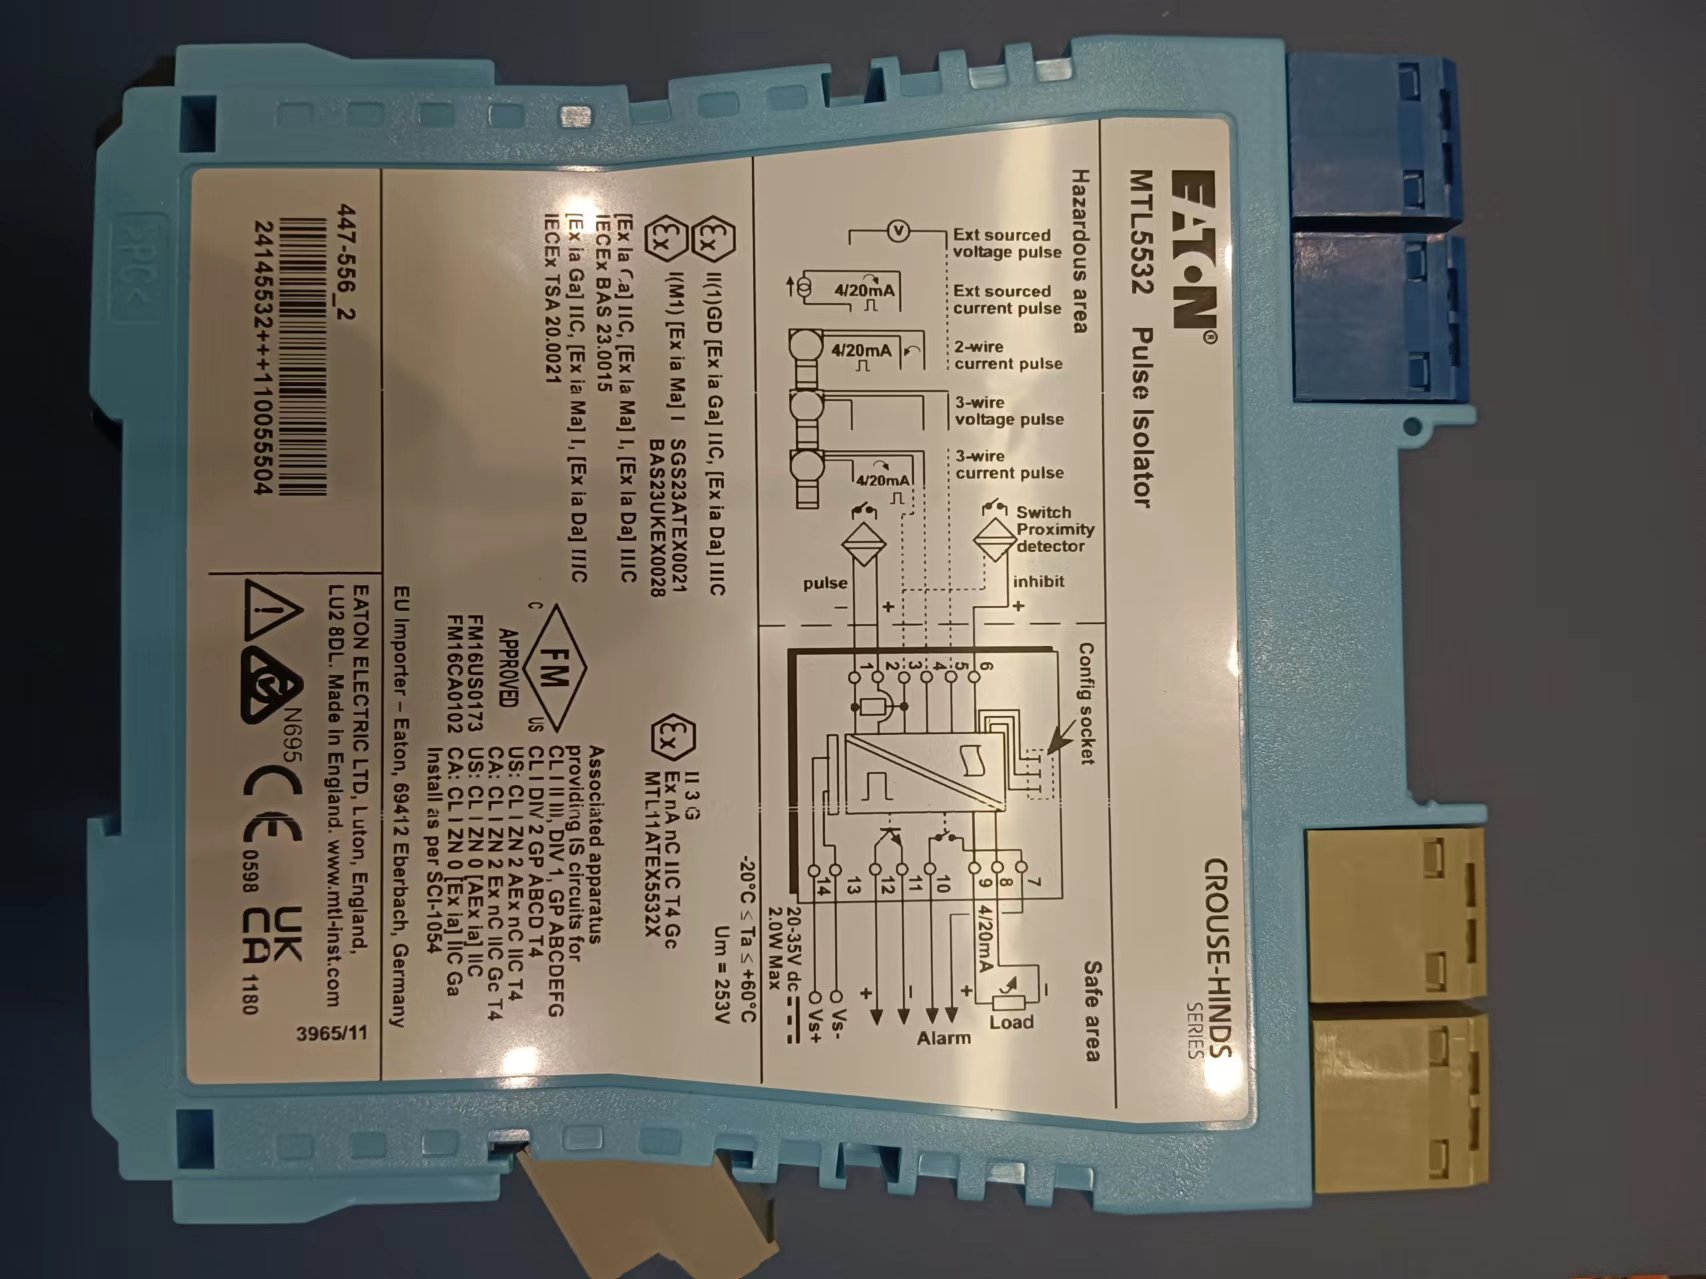 EATON®
CROUSE-HINDS
SERIES
MTL5532 Pulse Isolator
Hazardous area
Safe area
Ext sourced
voltage pulse
Ext sourced
current pulse
2-wire
current pulse
3-wire
voltage pulse
3-wire
current pulse
Switch
Proximity
detector
inhibit
+
Config socket
V
4/20mA
4/20mA
4/20mA
pulse
–
+
1
2
3
4
5
6
7
8
9
10
11
12
13
14
4/20mA
–
+
Load
Alarm
–
+
Vs-
Vs+
20-35V dc
2.0W Max
-20°C ≤ Ta ≤ +60°C
Um = 253V
Ex II(1)GD [Ex ia Ga] IIC, [Ex ia Da] IIIC
SGS23ATEX0021
Ex I(M1) [Ex ia Ma] I
BAS23UKEX0028
[Ex ia Ga] IIC, [Ex ia Ma] I, [Ex ia Da] IIIC
IECEx BAS 23.0015
[Ex ia Ga] IIC, [Ex ia Ma] I, [Ex ia Da] IIIC
IECEx TSA 20.0021
Ex II 3 G
Ex nA nC IIC T4 Gc
MTL11ATEX5532X
FM
C US
APPROVED
FM16US0173
FM16CA0102
Associated apparatus
providing IS circuits for
CL I II III, DIV 1, GP ABCDEFG
CL I DIV 2 GP ABCD T4
US: CL I ZN 2 AEx nC IIC T4
CA: CL I ZN 2 Ex nC IIC Gc T4
US: CL I ZN 0 [AEx ia] IIC
CA: CL I ZN 0 [Ex ia] IIC Ga
Install as per SCI-1054
EU Importer – Eaton, 69412 Eberbach, Germany
447-556_2
24145532+++110055504
EATON ELECTRIC LTD, Luton, England,
LU2 8DL. Made in England. www.mtl-inst.com
N695
CE 0598
UK
CA 1180
3965/11
>PC<